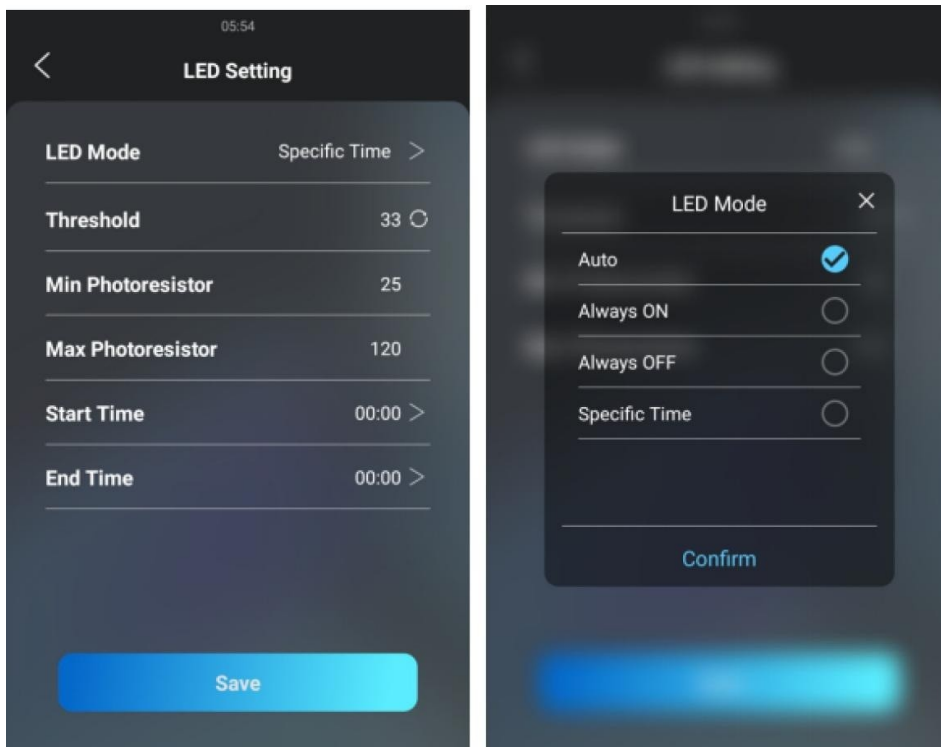 05:54
LED Setting
LED Mode Specific Time
Threshold 33
Min Photoresistor 25
Max Photoresistor 120
Start Time 00:00
End Time 00:00
Save
LED Mode
Auto
Always ON
Always OFF
Specific Time
Confirm